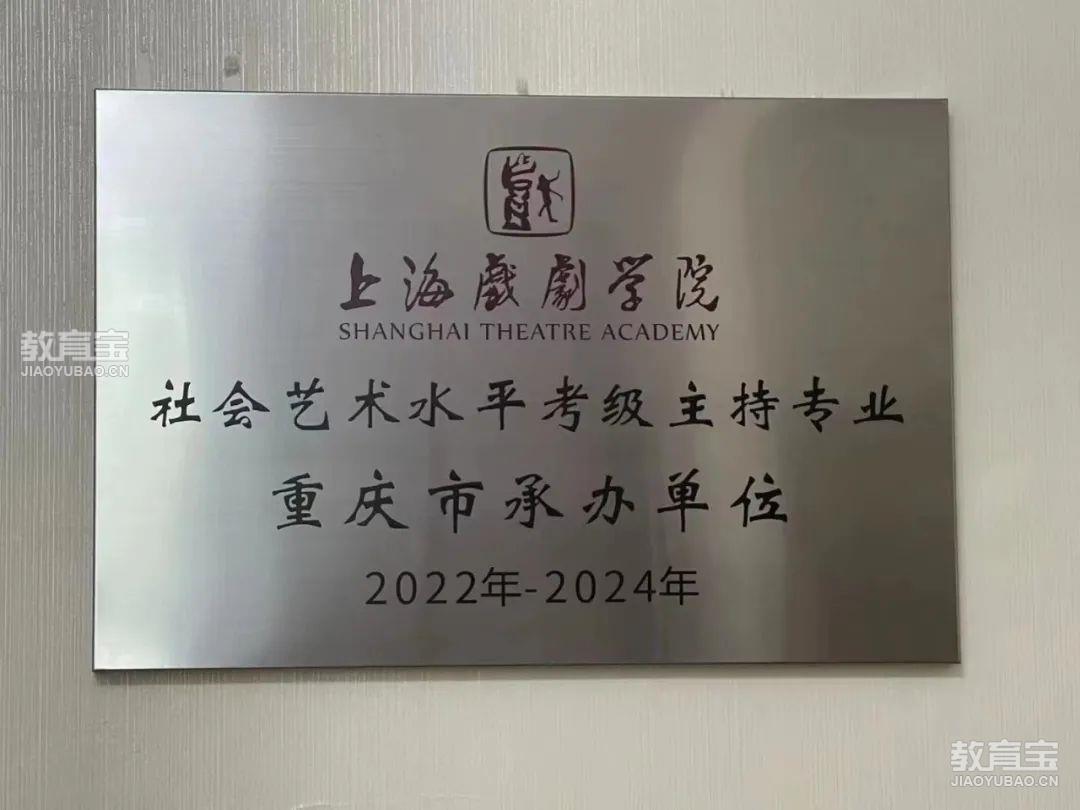 上海戲劇学院
SHANGHAI THEATRE ACADEMY
社会艺术水平考级主持专业
重庆市承办单位
2022年-2024年
教育宝
JIAOYUBAO.CN
教育宝
JIAOYUBAO.CN